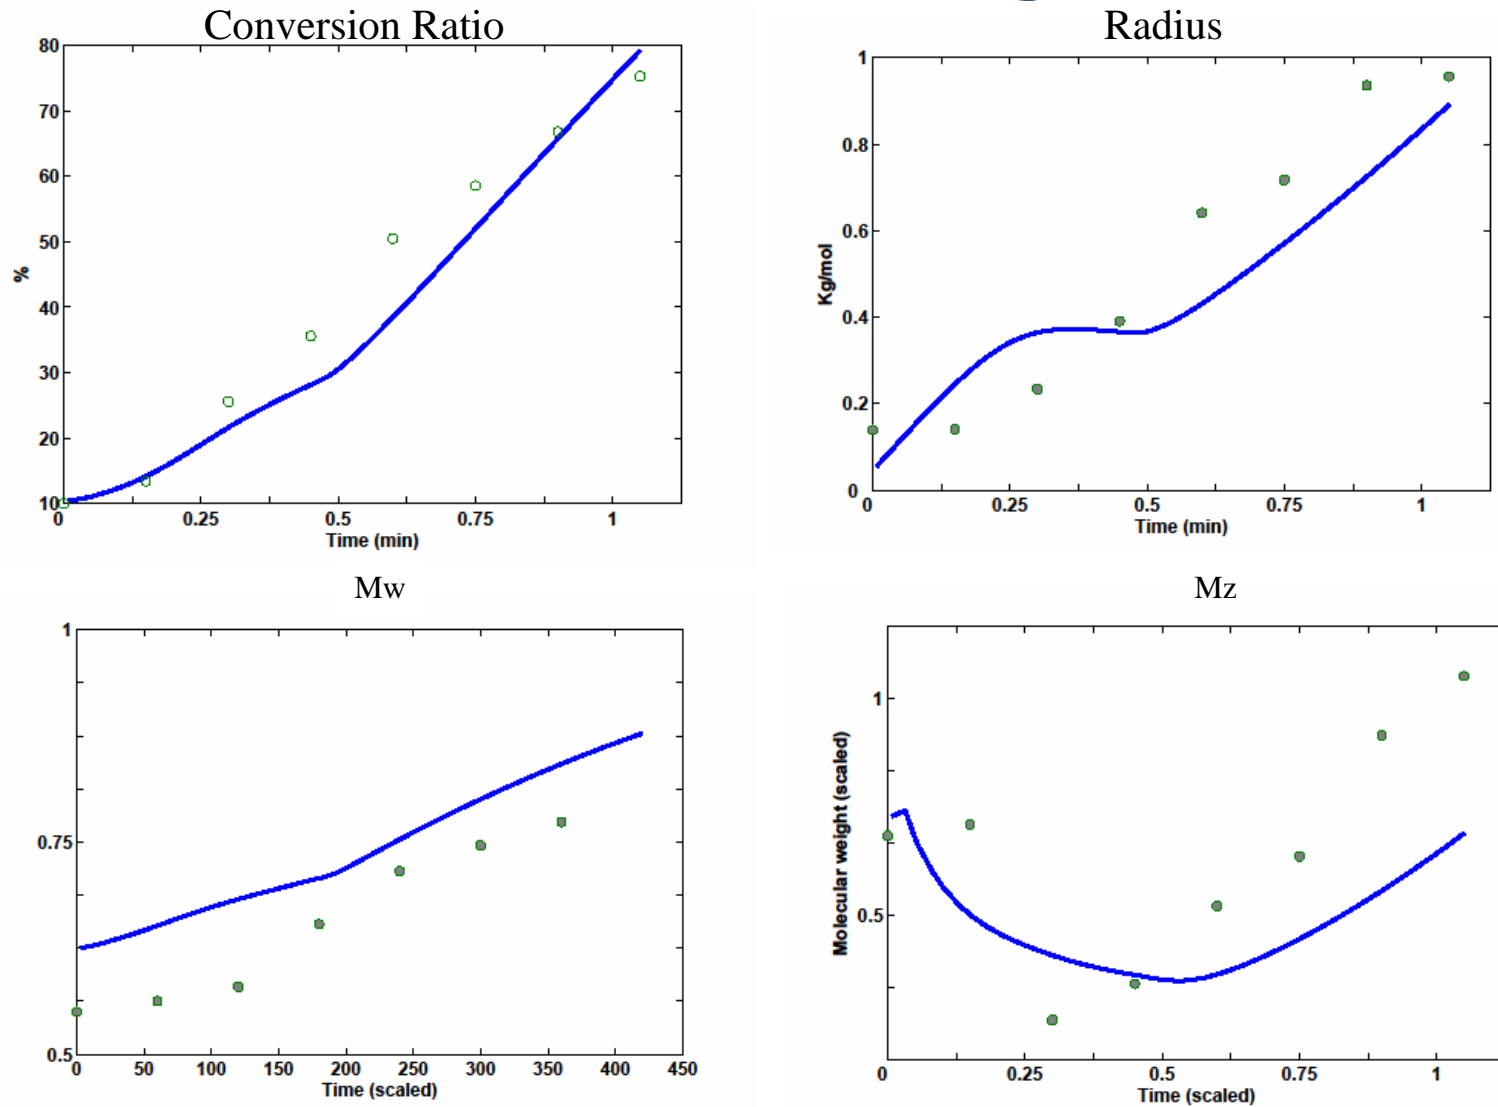 Conversion Ratio
80
70
60
50
40
30
20
10
%
0 0.25 0.5 0.75 1
Time (min)
Radius
1
0.8
0.6
0.4
0.2
0
Kg/mol
0 0.25 0.5 0.75 1
Time (min)
Mw
1
0.75
0.5
0 50 100 150 200 250 300 350 400 450
Time (scaled)
Mz
1
0.5
Molecular weight (scaled)
0 0.25 0.5 0.75 1
Time (scaled)